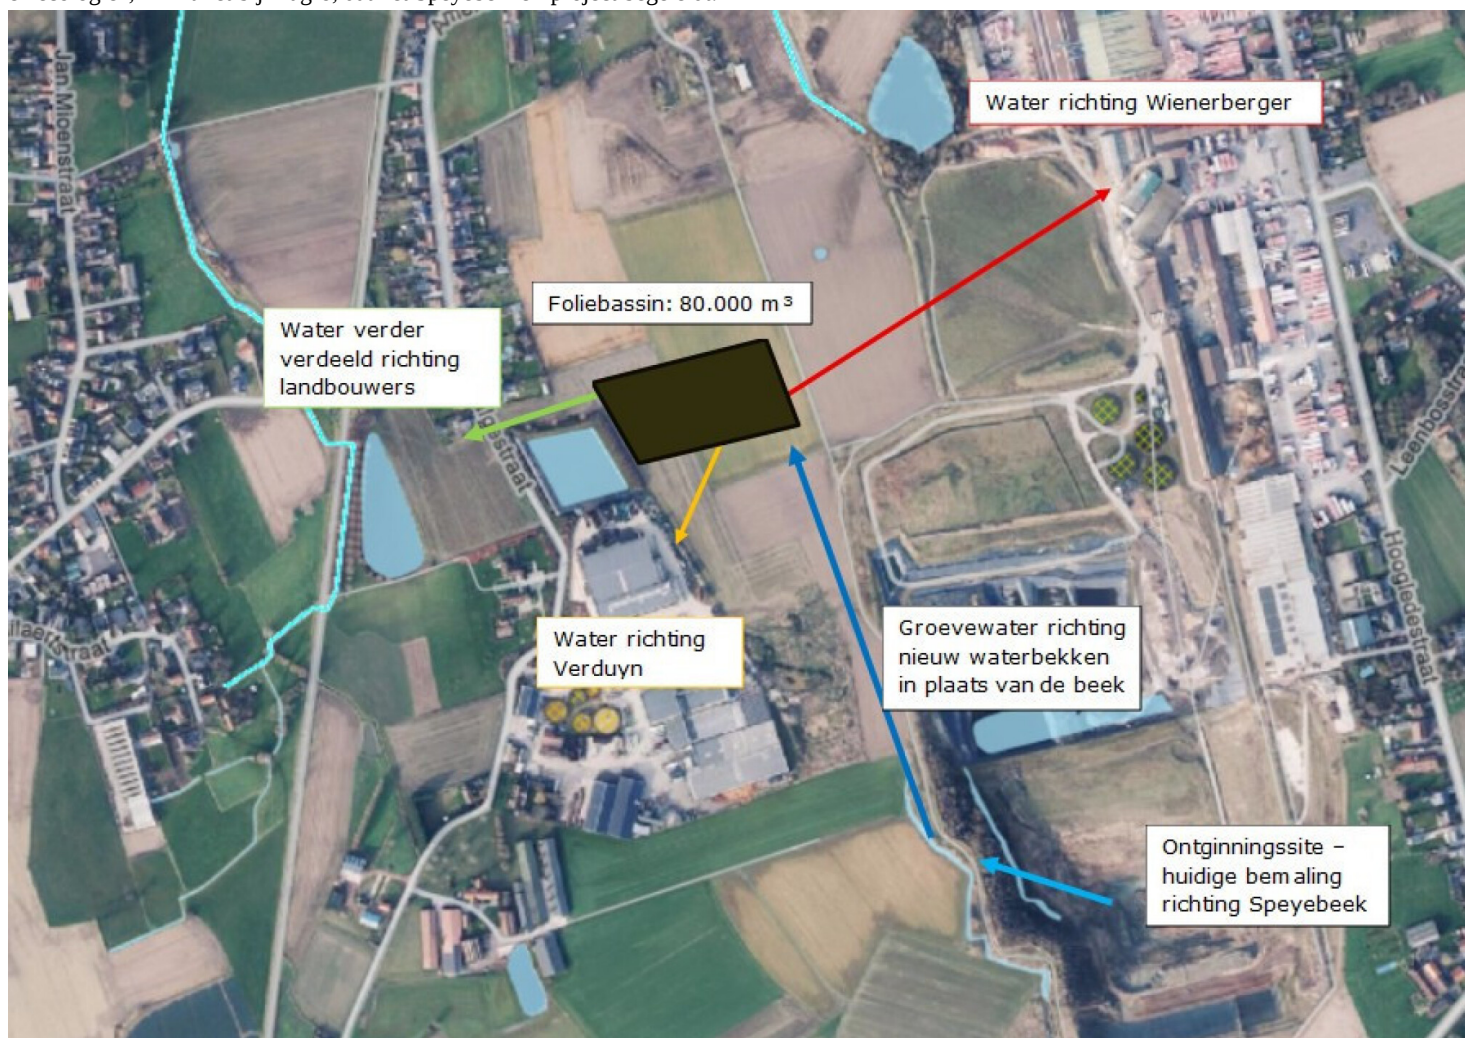 Jan Mioenstraat
Water richting Wienerberger
Foliebassin: 80.000 m³
Water verder
verdeeld richting
landbouwers
Leenbosstraat
Hoogledestraat
Water richting
Verduyn
Groevewater richting
nieuw waterbekken
in plaats van de beek
Ontginningssite –
huidige bemaling
richting Speyebeek